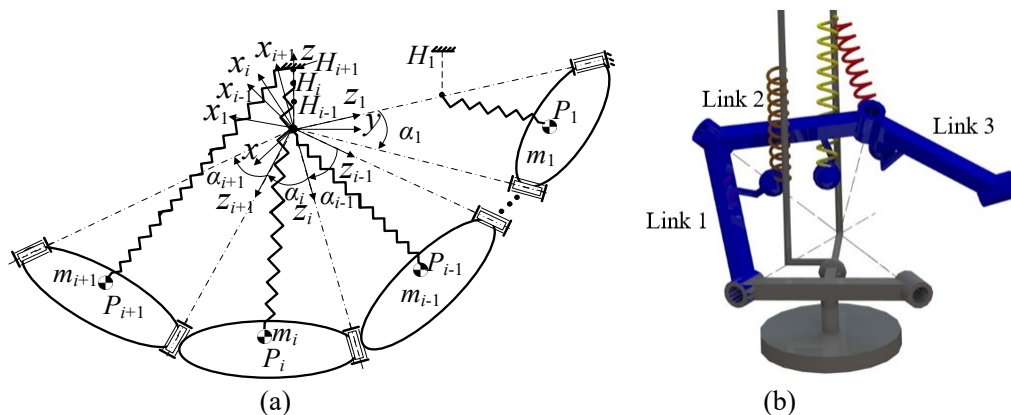 x_{i+1} z H_{i+1}
x_i H_i
x_{i-1} H_{i-1}
x_1 z_1
y
x α_1
z_{i-1}
α_{i+1} α_i α_{i-1}
z_{i+1} z_i
H_1
P_1
m_1
P_{i-1}
m_{i-1}
m_{i+1}
P_{i+1}
m_i
P_i
(a)
Link 2
Link 3
Link 1
(b)